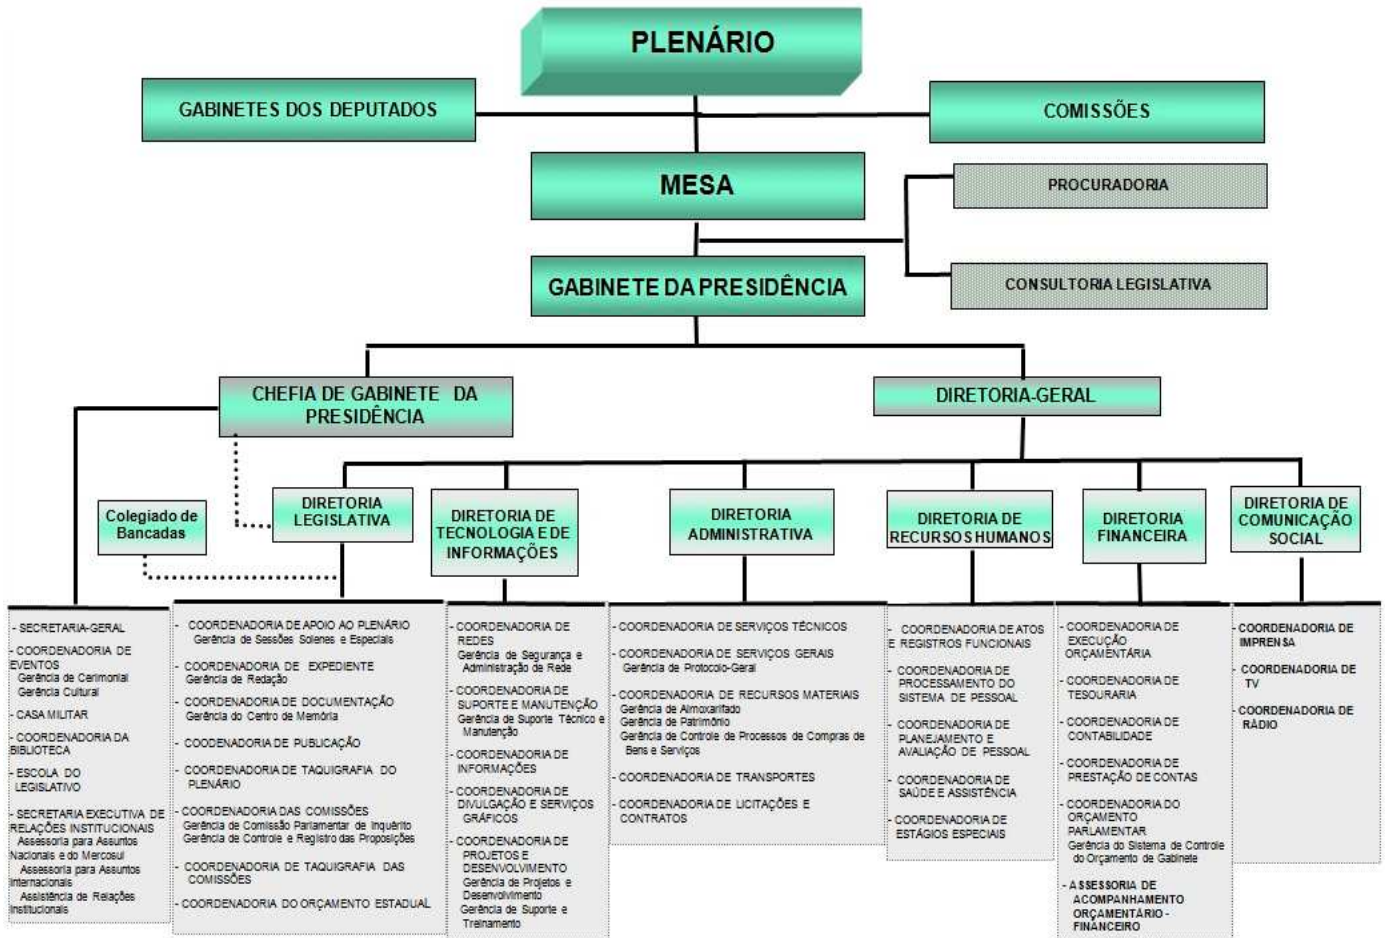 PLENÁRIO
GABINETES DOS DEPUTADOS
COMISSÕES
MESA
PROCURADORIA
GABINETE DA PRESIDÊNCIA
CONSULTORIA LEGISLATIVA
CHEFIA DE GABINETE DA
PRESIDÊNCIA
DIRETORIA-GERAL
Colegiado de
Bancadas
DIRETORIA
LEGISLATIVA
DIRETORIA DE
TECNOLOGIA E DE
INFORMAÇÕES
DIRETORIA
ADMINISTRATIVA
DIRETORIA DE
RECURSOS HUMANOS
DIRETORIA
FINANCEIRA
DIRETORIA DE
COMUNICAÇÃO
SOCIAL
- SECRETARIA-GERAL
- COORDENADORIA DE
EVENTOS
Gerência de Cerimonial
Gerência Cultural
- CASA MILITAR
- COORDENADORIA DA
BIBLIOTECA
- ESCOLA DO
LEGISLATIVO
- SECRETARIA EXECUTIVA DE
RELAÇÕES INSTITUCIONAIS
Assessoria para Assuntos
Nacionais e do Mercosul
Assessoria para Assuntos
Internacionais
Assistência de Relações
Institucionais
- COORDENADORIA DE APOIO AO PLENÁRIO
Gerência de Sessões Solenes e Especiais
- COORDENADORIA DE EXPEDIENTE
Gerência de Redação
- COORDENADORIA DE DOCUMENTAÇÃO
Gerência do Centro de Memória
- COODENADORIA DE PUBLICAÇÃO
- COORDENADORIA DE TAQUIGRAFIA DO
PLENÁRIO
- COORDENADORIA DAS COMISSÕES
Gerência de Comissão Parlamentar de Inquérito
Gerência de Controle e Registro das Proposições
- COORDENADORIA DE TAQUIGRAFIA DAS
COMISSÕES
- COORDENADORIA DO ORÇAMENTO ESTADUAL
- COORDENADORIA DE
REDES
Gerência de Segurança e
Administração de Rede
- COORDENADORIA DE
SUPORTE E MANUTENÇÃO
Gerência de Suporte Técnico e
Manutenção
- COORDENADORIA DE
INFORMAÇÕES
- COORDENADORIA DE
DIVULGAÇÃO E SERVIÇOS
GRÁFICOS
- COORDENADORIA DE
PROJETOS E
DESENVOLVIMENTO
Gerência de Projetos e
Desenvolvimento
Gerência de Suporte e
Treinamento
- COORDENADORIA DE SERVIÇOS TÉCNICOS
- COORDENADORIA DE SERVIÇOS GERAIS
Gerência de Protocolo-Geral
- COORDENADORIA DE RECURSOS MATERIAIS
Gerência de Almoxarifado
Gerência de Patrimônio
Gerência de Controle de Processos de Compras de
Bens e Serviços
- COORDENADORIA DE TRANSPORTES
- COORDENADORIA DE LICITAÇÕES E
CONTRATOS
- COORDENADORIA DE ATOS
E REGISTROS FUNCIONAIS
- COORDENADORIA DE
PROCESSAMENTO DO
SISTEMA DE PESSOAL
- COORDENADORIA DE
PLANEJAMENTO E
AVALIAÇÃO DE PESSOAL
- COORDENADORIA DE
SAÚDE E ASSISTÊNCIA
- COORDENADORIA DE
ESTÁGIOS ESPECIAIS
- COORDENADORIA DE
EXECUÇÃO
ORÇAMENTÁRIA
- COORDENADORIA DE
TESOURARIA
- COORDENADORIA DE
CONTABILIDADE
- COORDENADORIA DE
PRESTAÇÃO DE CONTAS
- COORDENADORIA DO
ORÇAMENTO
PARLAMENTAR
Gerência do Sistema de Controle
do Orçamento de Gabinete
- ASSESSORIA DE
ACOMPANHAMENTO
ORÇAMENTÁRIO -
FINANCEIRO
- COORDENADORIA DE
IMPRENSA
- COORDENADORIA DE
TV
- COORDENADORIA DE
RÁDIO